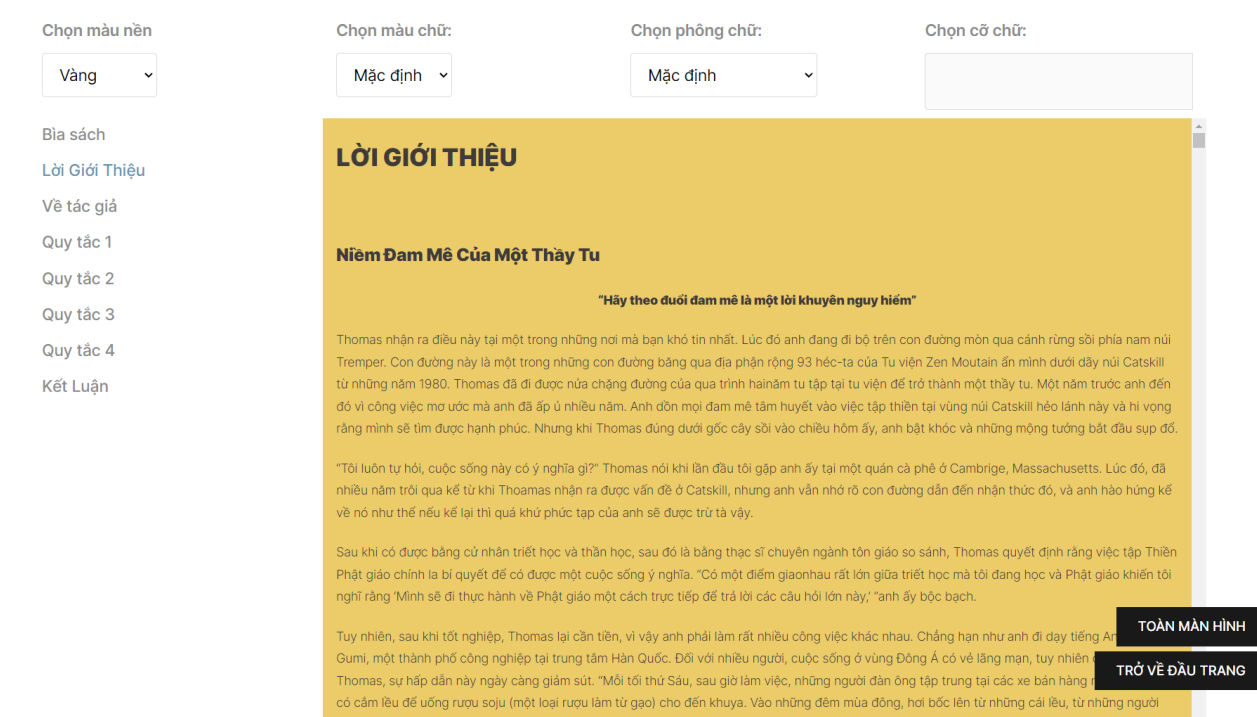 Chọn màu nền
Chọn màu chữ:
Chọn phông chữ:
Chọn cỡ chữ:
Vàng
Mặc định
Mặc định
Bìa sách
Lời Giới Thiệu
Về tác giả
Quy tắc 1
Quy tắc 2
Quy tắc 3
Quy tắc 4
Kết Luận
LỜI GIỚI THIỆU
Niềm Đam Mê Của Một Thầy Tu
“Hãy theo đuổi đam mê là một lời khuyên nguy hiểm”
Thomas nhận ra điều này tại một trong những nơi mà bạn khó tin nhất. Lúc đó anh đang đi bộ trên con đường mòn qua cánh rừng sồi phía nam núi
Tremper. Con đường này là một trong những con đường băng qua địa phận rộng 93 héc-ta của Tu viện Zen Moutain ẩn mình dưới dãy núi Catskill
từ những năm 1980. Thomas đã đi được nửa chặng đường của qua trình hainăm tu tập tại tu viện để trở thành một thầy tu. Một năm trước anh đến
đó vì công việc mơ ước mà anh đã ấp ủ nhiều năm. Anh dồn mọi đam mê tâm huyết vào việc tập thiền tại vùng núi Catskill hẻo lánh này và hi vọng
rằng mình sẽ tìm được hạnh phúc. Nhưng khi Thomas đúng dưới gốc cây sồi vào chiều hôm ấy, anh bật khóc và những mộng tưởng bắt đầu sụp đổ.
“Tôi luôn tự hỏi, cuộc sống này có ý nghĩa gì?” Thomas nói khi lần đầu tôi gặp anh ấy tại một quán cà phê ở Cambrige, Massachusetts. Lúc đó, đã
nhiều năm trôi qua kể từ khi Thoamas nhận ra được vấn đề ở Catskill, nhưng anh vẫn nhớ rõ con đường dẫn đến nhận thức đó, và anh hào hứng kể
về nó như thể nếu kể lại thì quá khứ phức tạp của anh sẽ được trừ tà vậy.
Sau khi có được bằng cử nhân triết học và thần học, sau đó là bằng thạc sĩ chuyên ngành tôn giáo so sánh, Thomas quyết định rằng việc tập Thiền
Phật giáo chính la bí quyết để có được một cuộc sống ý nghĩa. “Có một điểm giaonhau rất lớn giữa triết học mà tôi đang học và Phật giáo khiến tôi
nghĩ rằng ‘Mình sẽ đi thực hành về Phật giáo một cách trực tiếp để trả lời các câu hỏi lớn này,’ “anh ấy bộc bạch.
Tuy nhiên, sau khi tốt nghiệp, Thomas lại cần tiền, vì vậy anh phải làm rất nhiều công việc khác nhau. Chẳng hạn như anh đi dạy tiếng
Gumi, một thành phố công nghiệp tại trung tâm Hàn Quốc. Đối với nhiều người, cuộc sống ở vùng Đông Á có vẻ lãng mạn, tuy nhiên
Thomas, sự hấp dẫn này ngày càng giảm sút. “Mỗi tối thứ Sáu, sau giờ làm việc, những người đàn ông tập trung tại các xe bán hàng
có cắm lều để uống rượu soju (một loại rượu làm từ gạo) cho đến khuya. Vào những đêm mùa đông, hơi bốc lên từ những cái lều, từ những người
TOÀN MÀN HÌNH
TRỞ VỀ ĐẦU TRANG